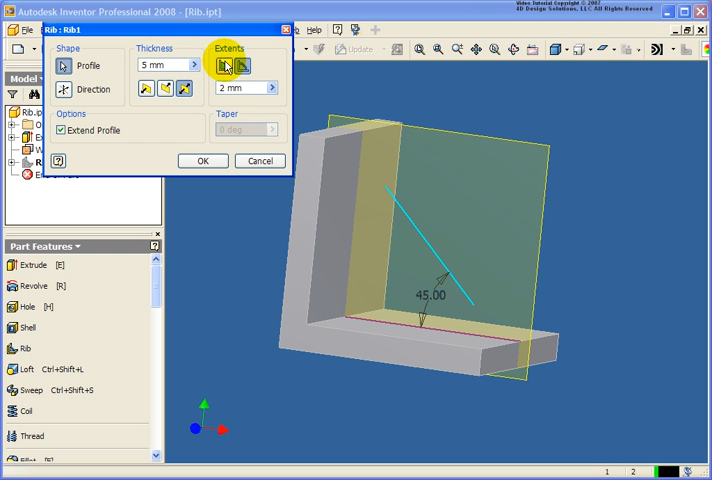 Video Tutorial Copyright © 2007
4D Design Solutions, LLC All Rights Reserved.
Autodesk Inventor Professional 2008 - [Rib.ipt]
File
Update
Rib : Rib1
Shape
Thickness
Extents
Profile
5 mm
Direction
2 mm
Options
Taper
Extend Profile
0 deg
OK
Cancel
Model
Rib.ip
Part Features
Extrude [E]
Revolve [R]
Hole [H]
Shell
Rib
Loft Ctrl+Shift+L
Sweep Ctrl+Shift+S
Coil
Thread
45.00
1 2